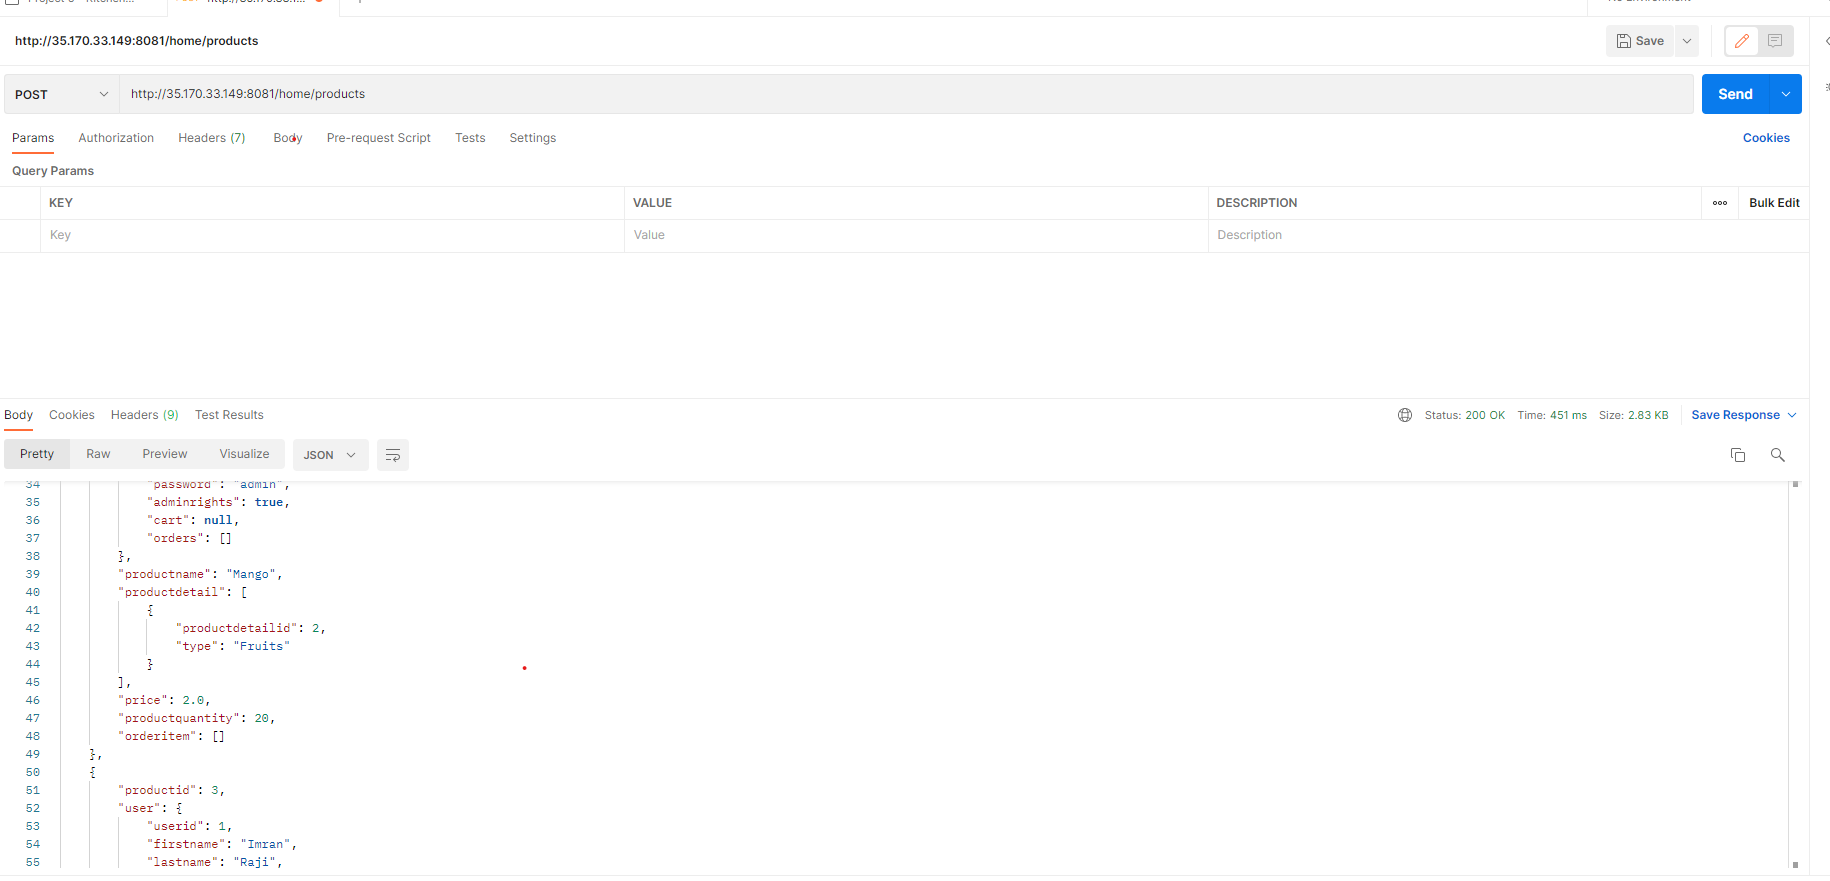 http://35.170.33.149:8081/home/products
Save
POST http://35.170.33.149:8081/home/products Send
Params Authorization Headers (7) Body Pre-request Script Tests Settings Cookies
Query Params
KEY VALUE DESCRIPTION Bulk Edit
Key Value Description
Body Cookies Headers (9) Test Results Status: 200 OK Time: 451 ms Size: 2.83 KB Save Response
Pretty Raw Preview Visualize JSON
34 "password": "admin",
35 "adminrights": true,
36 "cart": null,
37 "orders": []
38 },
39 "productname": "Mango",
40 "productdetail": [
41 {
42 "productdetailid": 2,
43 "type": "Fruits"
44 }
45 ],
46 "price": 2.0,
47 "productquantity": 20,
48 "orderitem": []
49 },
50 {
51 "productid": 3,
52 "user": {
53 "userid": 1,
54 "firstname": "Imran",
55 "lastname": "Raji",